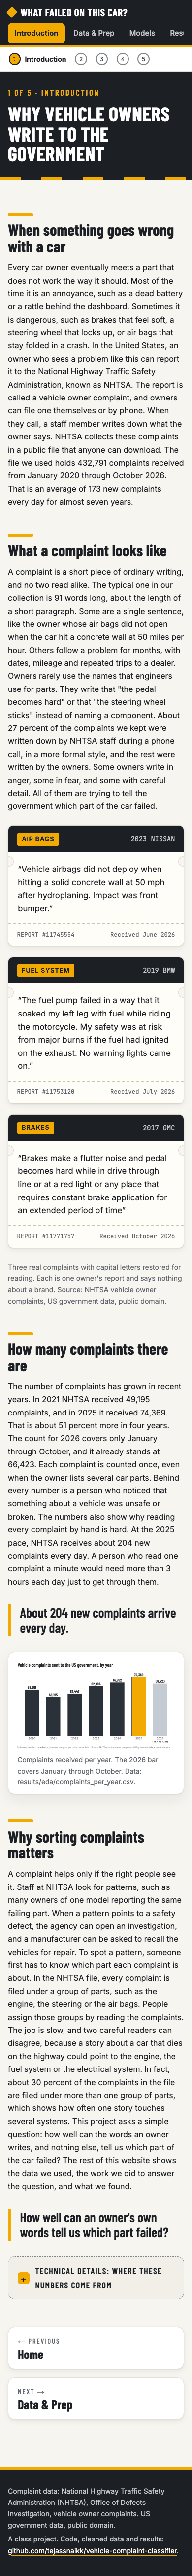 WHAT FAILED ON THIS CAR?
Introduction Data & Prep Models
1 Introduction 2 3 4 5
1 OF 5 · INTRODUCTION
WHY VEHICLE OWNERS
WRITE TO THE
GOVERNMENT
When something goes wrong
with a car
Every car owner eventually meets a part that
does not work the way it should. Most of the
time it is an annoyance, such as a dead battery
or a rattle behind the dashboard. Sometimes it
is dangerous, such as brakes that feel soft, a
steering wheel that locks up, or air bags that
stay folded in a crash. In the United States, an
owner who sees a problem like this can report
it to the National Highway Traffic Safety
Administration, known as NHTSA. The report is
called a vehicle owner complaint, and owners
can file one themselves or by phone. When
they call, a staff member writes down what the
owner says. NHTSA collects these complaints
in a public file that anyone can download. The
file we used holds 432,791 complaints received
from January 2020 through October 2026.
That is an average of 173 new complaints
every day for almost seven years.
What a complaint looks like
A complaint is a short piece of ordinary writing,
and no two read alike. The typical one in our
collection is 91 words long, about the length of
a short paragraph. Some are a single sentence,
like the owner whose air bags did not open
when the car hit a concrete wall at 50 miles per
hour. Others follow a problem for months, with
dates, mileage and repeated trips to a dealer.
Owners rarely use the names that engineers
use for parts. They write that "the pedal
becomes hard" or that "the steering wheel
sticks" instead of naming a component. About
27 percent of the complaints we kept were
written down by NHTSA staff during a phone
call, in a more formal style, and the rest were
written by the owners. Some owners write in
anger, some in fear, and some with careful
detail. All of them are trying to tell the
government which part of the car failed.
AIR BAGS 2023 NISSAN
“Vehicle airbags did not deploy when
hitting a solid concrete wall at 50 mph
after hydroplaning. Impact was front
bumper.”
REPORT #11745554 Received June 2026
FUEL SYSTEM 2019 BMW
“The fuel pump failed in a way that it
soaked my left leg with fuel while riding
the motorcycle. My safety was at risk
from major burns if the fuel had ignited
on the exhaust. No warning lights came
on.”
REPORT #11753120 Received July 2026
BRAKES 2017 GMC
“Brakes make a flutter noise and pedal
becomes hard while in drive through
line or at a red light or any place that
requires constant brake application for
an extended period of time”
REPORT #11771757 Received October 2026
Three real complaints with capital letters restored for
reading. Each is one owner's report and says nothing
about a brand. Source: NHTSA vehicle owner
complaints, US government data, public domain.
How many complaints there
are
The number of complaints has grown in recent
years. In 2021 NHTSA received 49,195
complaints, and in 2025 it received 74,369.
That is about 51 percent more in four years.
The count for 2026 covers only January
through October, and it already stands at
66,423. Each complaint is counted once, even
when the owner lists several car parts. Behind
every number is a person who noticed that
something about a vehicle was unsafe or
broken. The numbers also show why reading
every complaint by hand is hard. At the 2025
pace, NHTSA receives about 204 new
complaints every day. A person who read one
complaint a minute would need more than 3
hours each day just to get through them.
About 204 new complaints arrive
every day.
Vehicle complaints sent to the US government, by year
Complaints received per year. The 2026 bar
covers January through October. Data:
results/eda/complaints_per_year.csv.
Why sorting complaints
matters
A complaint helps only if the right people see
it. Staff at NHTSA look for patterns, such as
many owners of one model reporting the same
failing part. When a pattern points to a safety
defect, the agency can open an investigation,
and a manufacturer can be asked to recall the
vehicles for repair. To spot a pattern, someone
first has to know which part each complaint is
about. In the NHTSA file, every complaint is
filed under a group of parts, such as the
engine, the steering or the air bags. People
assign those groups by reading the complaints.
The job is slow, and two careful readers can
disagree, because a story about a car that dies
on the highway could point to the engine, the
fuel system or the electrical system. In fact,
about 30 percent of the complaints in the file
are filed under more than one group of parts,
which shows how often one story touches
several systems. This project asks a simple
question: how well can the words an owner
writes, and nothing else, tell us which part of
the car failed? The rest of this website shows
the data we used, the work we did to answer
the question, and what we found.
How well can an owner's own
words tell us which part failed?
+ TECHNICAL DETAILS: WHERE THESE
NUMBERS COME FROM
← PREVIOUS
Home
NEXT →
Data & Prep
Complaint data: National Highway Traffic Safety
Administration (NHTSA), Office of Defects
Investigation, vehicle owner complaints. US
government data, public domain.
A class project. Code, cleaned data and results:
github.com/tejassnaikk/vehicle-complaint-classifier.